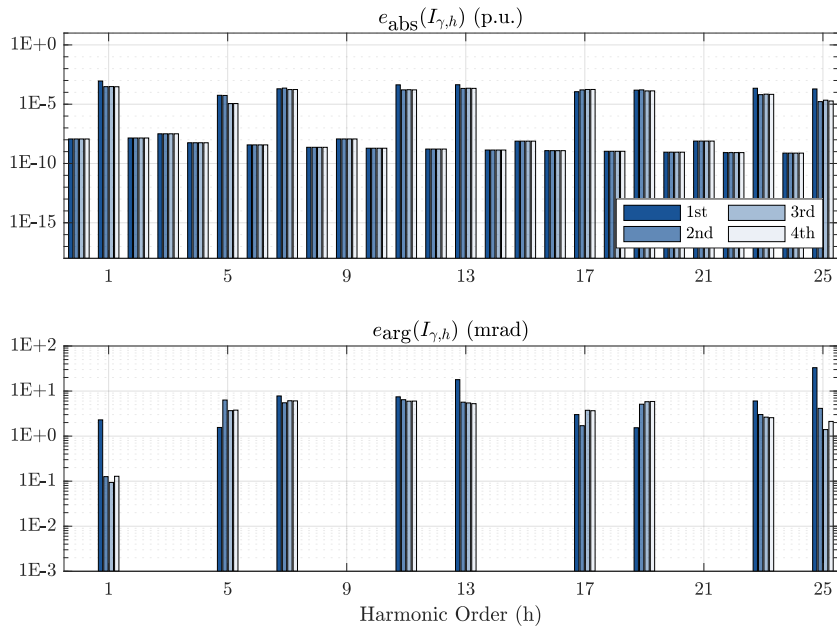 e_abs(I_γ,h) (p.u.)
1E+0
1E-5
1E-10
1E-15
1st 3rd
2nd 4th
1 5 9 13 17 21 25
e_arg(I_γ,h) (mrad)
1E+2
1E+1
1E+0
1E-1
1E-2
1E-3
1 5 9 13 17 21 25
Harmonic Order (h)